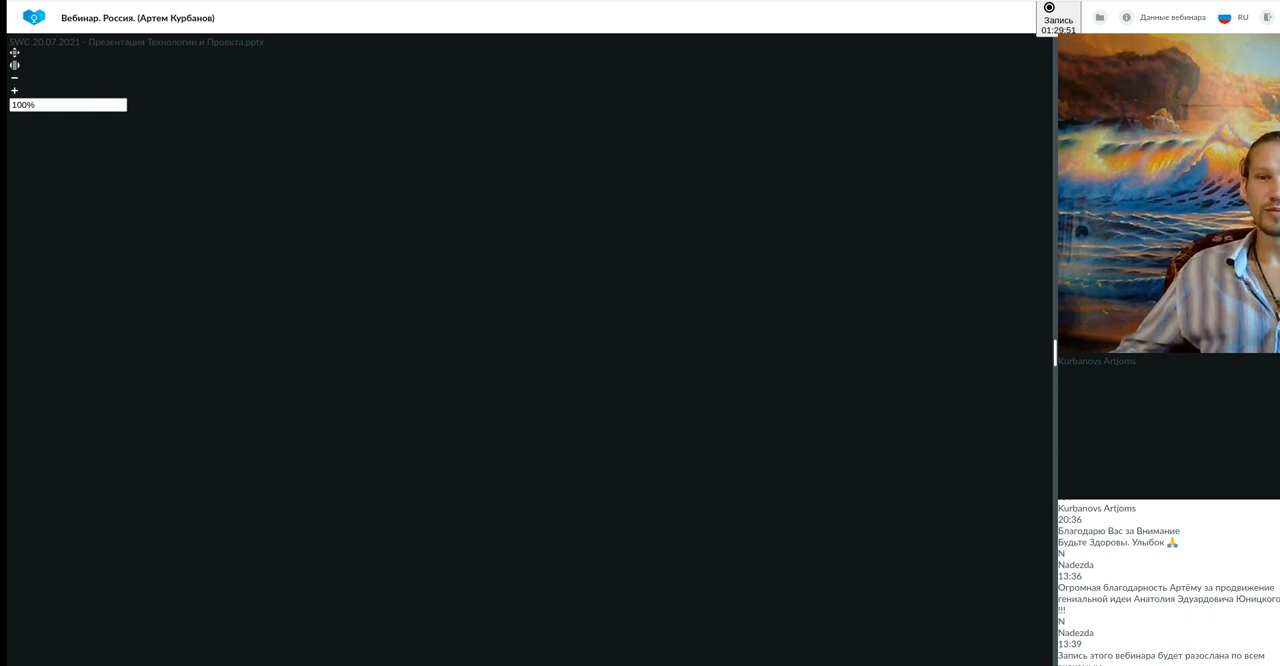 Вебинар. Россия. (Артем Курбанов)
Запись
01:29:51
Данные вебинара
RU
SWC 20.07.2021 - Презентация Технологии и Проекта.pptx
100%
Kurbanovs Artjoms
Kurbanovs Artjoms
20:36
Благодарю Вас за Внимание
Будьте Здоровы. Улыбок 🙏
N
Nadezda
13:36
Огромная благодарность Артёму за продвижение
гениальной идеи Анатолия Эдуардовича Юницкого
!!!
N
Nadezda
13:39
Запись этого вебинара будет разослана по всем